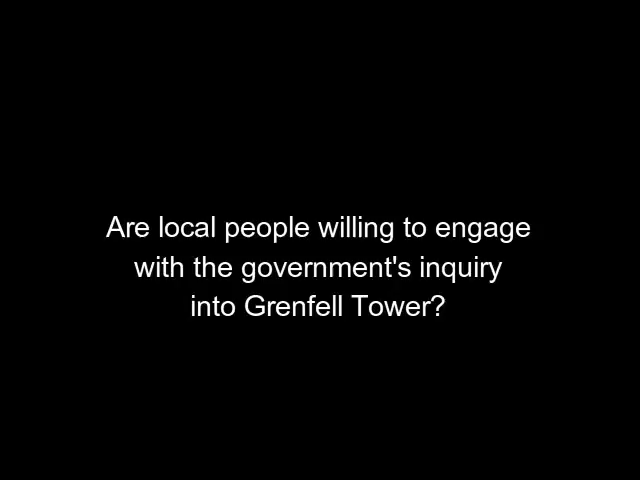 Are local people willing to engage
with the government's inquiry
into Grenfell Tower?